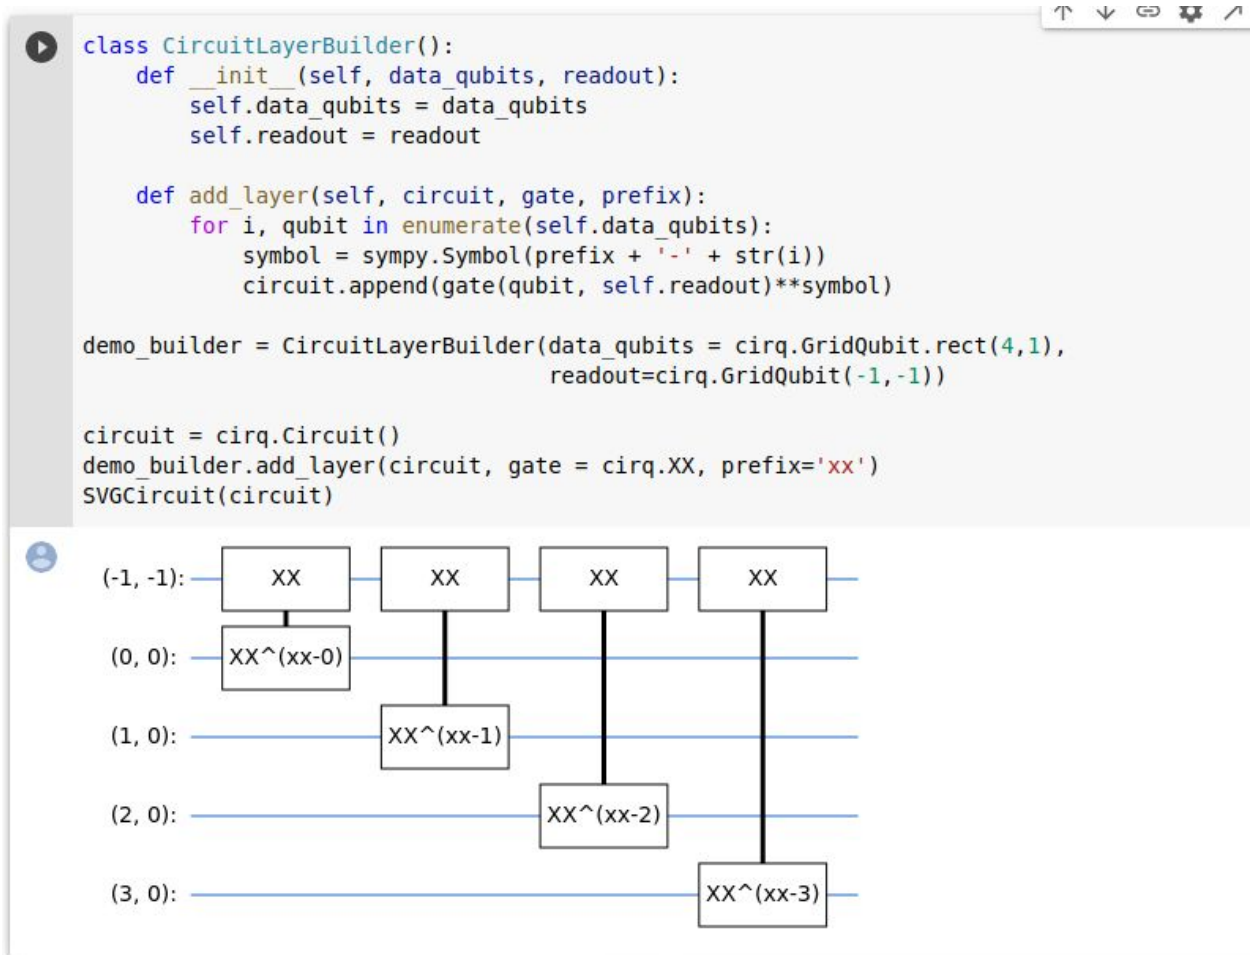 class CircuitLayerBuilder():
    def __init__(self, data_qubits, readout):
        self.data_qubits = data_qubits
        self.readout = readout

    def add_layer(self, circuit, gate, prefix):
        for i, qubit in enumerate(self.data_qubits):
            symbol = sympy.Symbol(prefix + '-' + str(i))
            circuit.append(gate(qubit, self.readout)**symbol)

demo_builder = CircuitLayerBuilder(data_qubits = cirq.GridQubit.rect(4,1),
                                   readout=cirq.GridQubit(-1,-1))

circuit = cirq.Circuit()
demo_builder.add_layer(circuit, gate = cirq.XX, prefix='xx')
SVGCircuit(circuit)
(-1, -1): XX XX XX XX
(0, 0): XX^(xx-0)
(1, 0): XX^(xx-1)
(2, 0): XX^(xx-2)
(3, 0): XX^(xx-3)